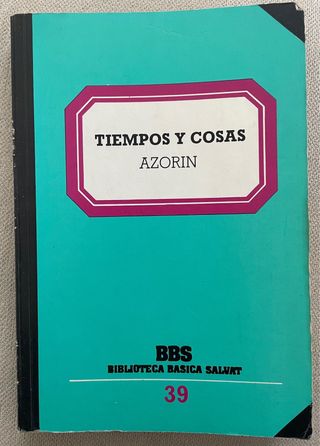 TIEMPOS Y COSAS
AZORIN
BBS
BIBLIOTECA BASICA SALVAT
39